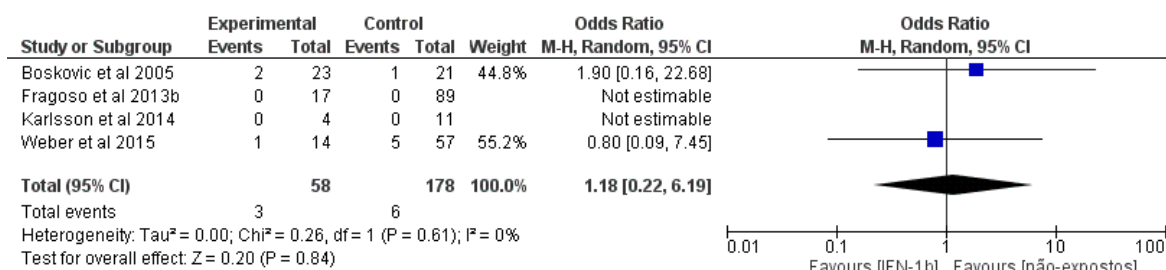 Experimental Control Odds Ratio Odds Ratio
Study or Subgroup Events Total Events Total Weight M-H, Random, 95% CI M-H, Random, 95% CI
Boskovic et al 2005 2 23 1 21 44.8% 1.90 [0.16, 22.68]
Fragoso et al 2013b 0 17 0 89 Not estimable
Karlsson et al 2014 0 4 0 11 Not estimable
Weber et al 2015 1 14 5 57 55.2% 0.80 [0.09, 7.45]
Total (95% CI) 58 178 100.0% 1.18 [0.22, 6.19]
Total events 3 6
Heterogeneity: Tau² = 0.00; Chi² = 0.26, df = 1 (P = 0.61); I² = 0%
Test for overall effect: Z = 0.20 (P = 0.84)
0.01 0.1 1 10 100
Favours [IFN-1b] Favours [não-expostos]